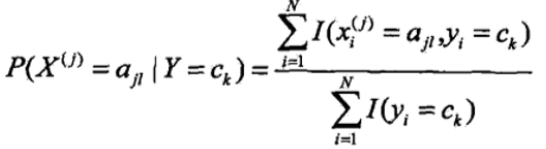 P(X^{(j)} = a_{jl} | Y = c_k) = \frac{\sum_{i=1}^{N} I(x_i^{(j)} = a_{jl}, y_i = c_k)}{\sum_{i=1}^{N} I(y_i = c_k)}